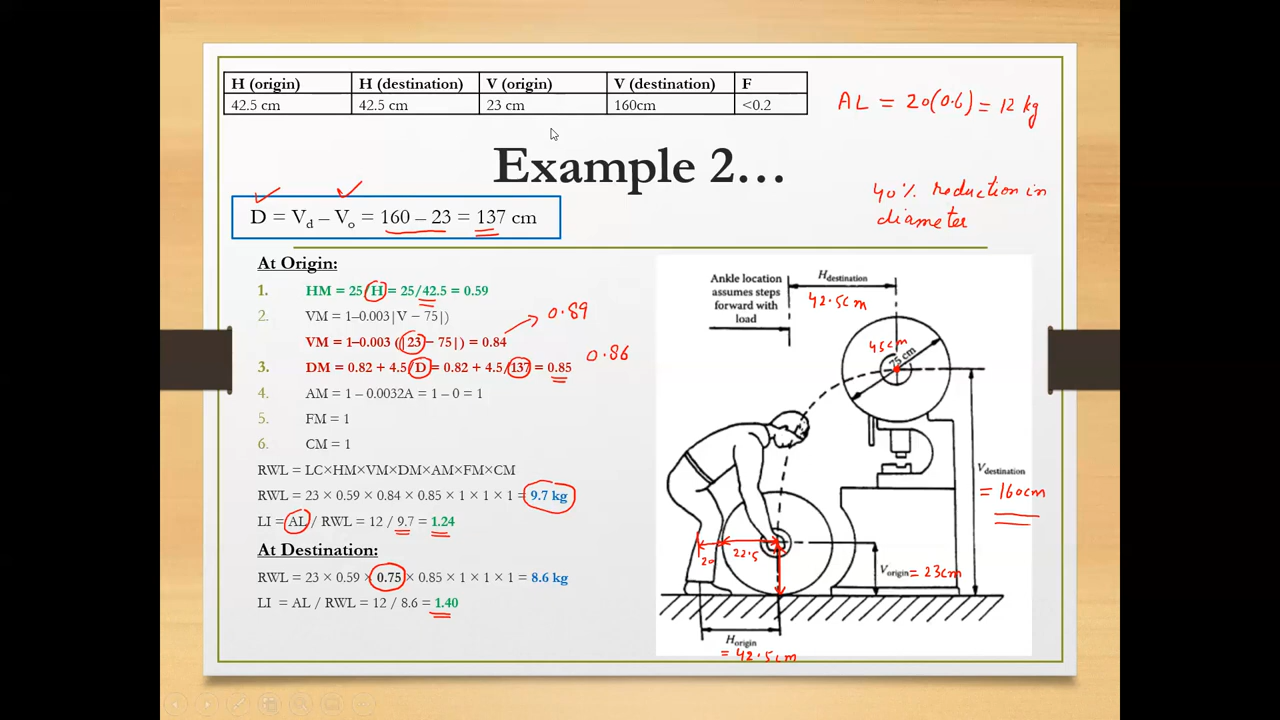 H (origin) H (destination) V (origin) V (destination) F
42.5 cm 42.5 cm 23 cm 160cm <0.2
AL = 20(0.6) = 12 kg
Example 2…
40% reduction in
diameter
D = Vd – Vo = 160 – 23 = 137 cm
At Origin:
1. HM = 25/H = 25/42.5 = 0.59
2. VM = 1–0.003|V – 75|)
0.89
VM = 1–0.003 (|23 – 75|) = 0.84
0.86
3. DM = 0.82 + 4.5/D = 0.82 + 4.5/137 = 0.85
4. AM = 1 – 0.0032A = 1 – 0 = 1
5. FM = 1
6. CM = 1
RWL = LC×HM×VM×DM×AM×FM×CM
RWL = 23 × 0.59 × 0.84 × 0.85 × 1 × 1 × 1 = 9.7 kg
LI = AL / RWL = 12 / 9.7 = 1.24
At Destination:
RWL = 23 × 0.59 × 0.75 × 0.85 × 1 × 1 × 1 = 8.6 kg
LI = AL / RWL = 12 / 8.6 = 1.40
Ankle location
assumes steps
forward with
load
Hdestination
42.5cm
45cm
75 cm
Vdestination
= 160cm
20
22.5
Vorigin = 23cm
Horigin
= 42.5cm